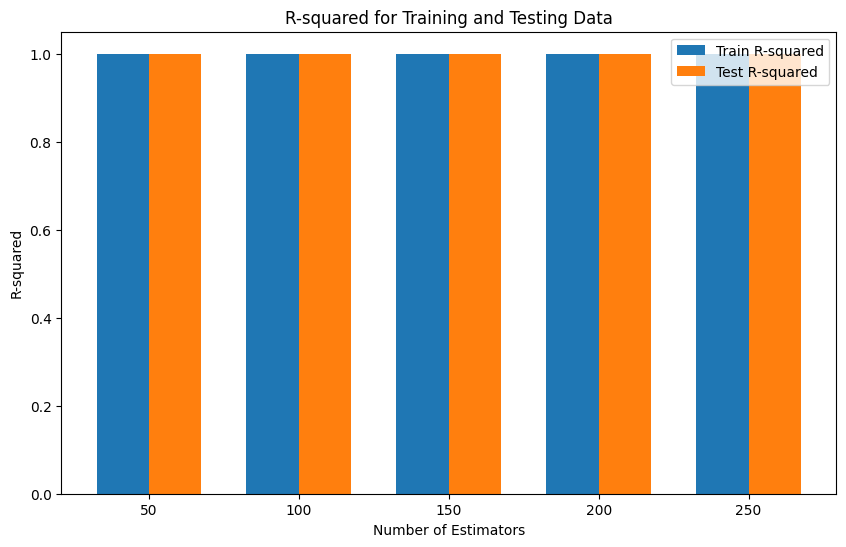 R-squared for Training and Testing Data
Train R-squared
Test R-squared
1.0
0.8
0.6
0.4
0.2
0.0
R-squared
50 100 150 200 250
Number of Estimators